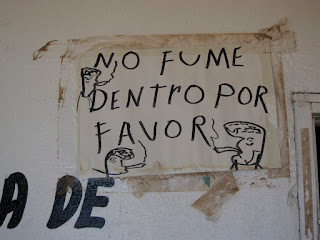 NO FUME
DENTrO POR
FAVOR
A DE